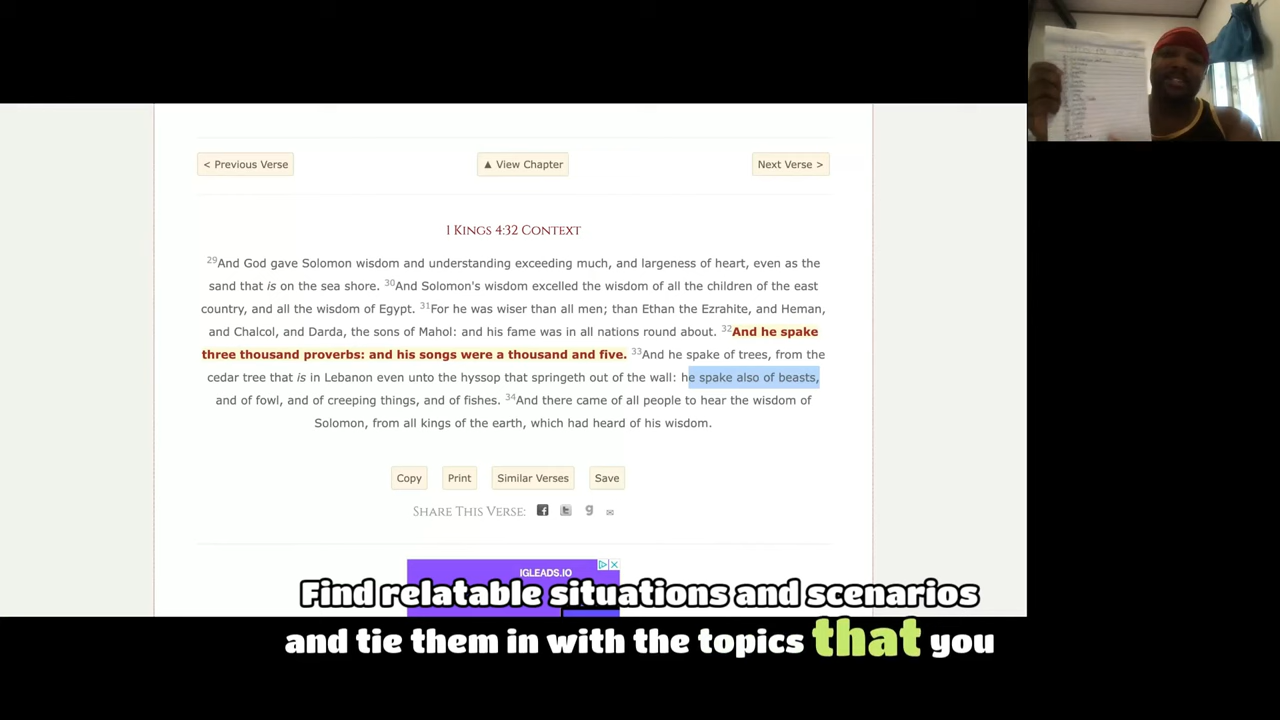 < Previous Verse
▲ View Chapter
Next Verse >
1 Kings 4:32 Context
29And God gave Solomon wisdom and understanding exceeding much, and largeness of heart, even as the
sand that is on the sea shore. 30And Solomon's wisdom excelled the wisdom of all the children of the east
country, and all the wisdom of Egypt. 31For he was wiser than all men; than Ethan the Ezrahite, and Heman,
and Chalcol, and Darda, the sons of Mahol: and his fame was in all nations round about. 32And he spake
three thousand proverbs: and his songs were a thousand and five. 33And he spake of trees, from the
cedar tree that is in Lebanon even unto the hyssop that springeth out of the wall: he spake also of beasts,
and of fowl, and of creeping things, and of fishes. 34And there came of all people to hear the wisdom of
Solomon, from all kings of the earth, which had heard of his wisdom.
Copy
Print
Similar Verses
Save
Share This Verse:
IGLEADS.IO
Find relatable situations and scenarios
and tie them in with the topics that you